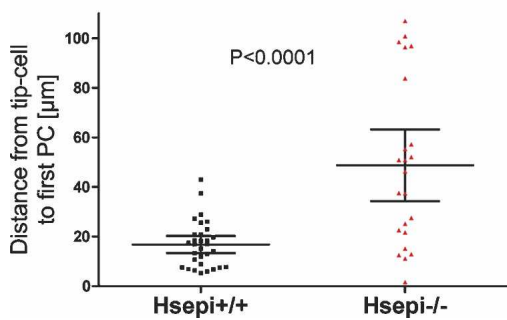 Distance from tip-cell
to first PC [µm]
100
80
60
40
20
0
P<0.0001
Hsepi+/+
Hsepi-/-